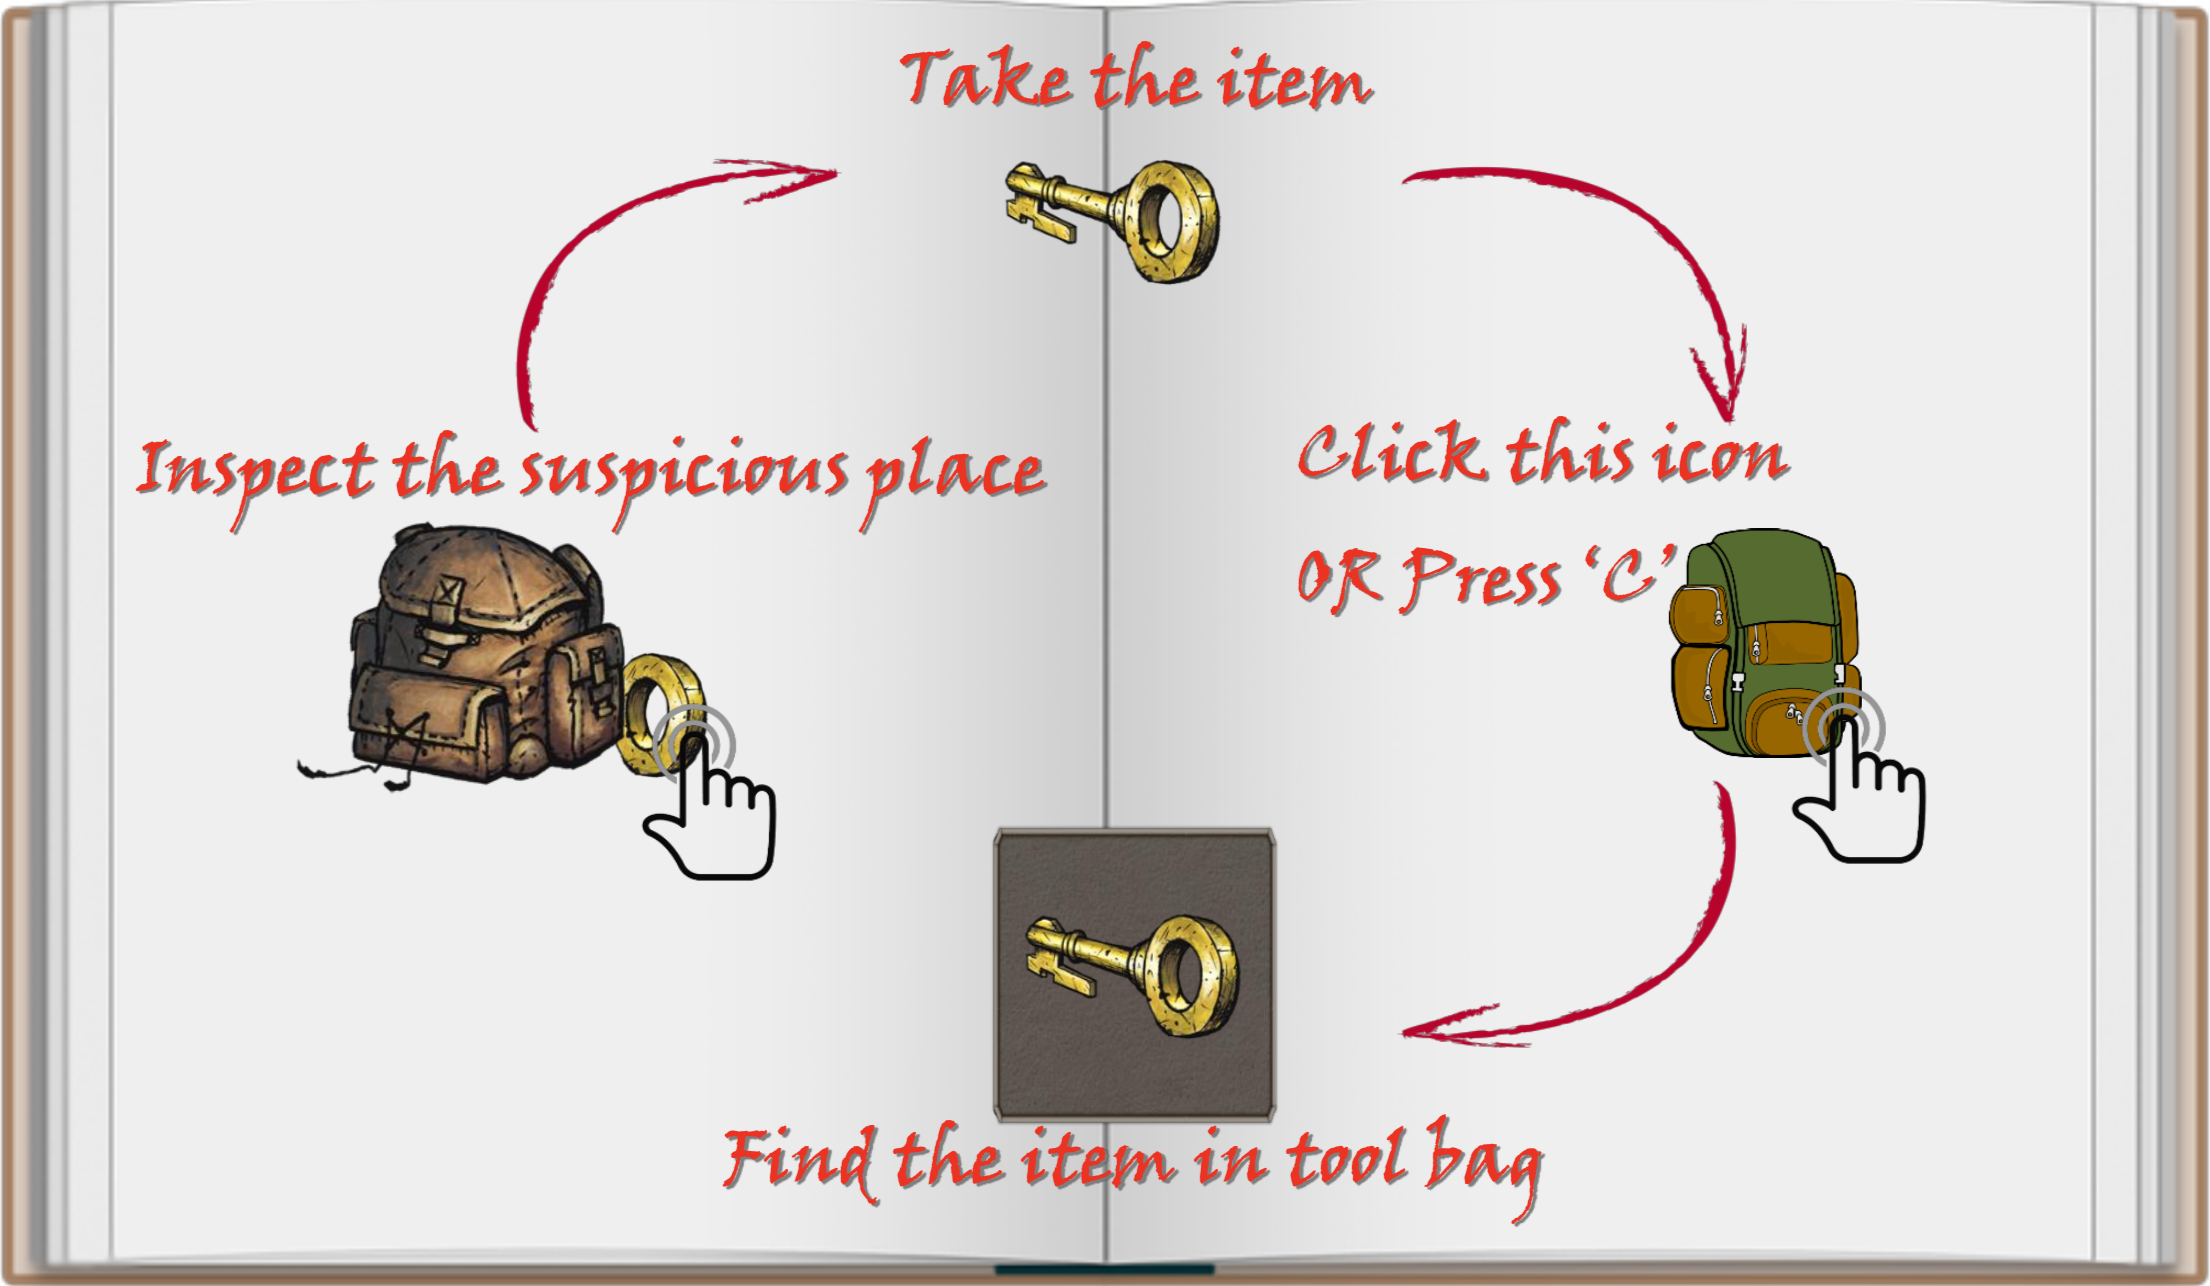 Take the item
Inspect the suspicious place
Click this icon
OR Press ‘C’
Find the item in tool bag